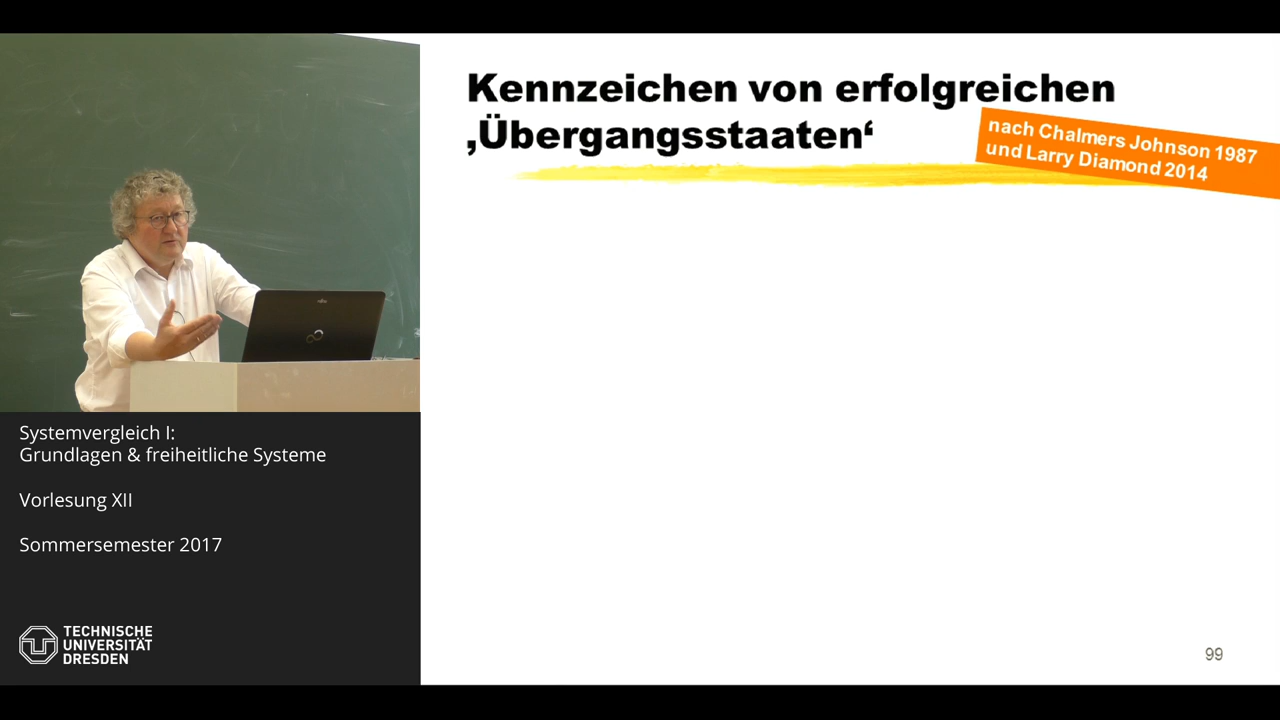 Kennzeichen von erfolgreichen
‚Übergangsstaaten‘
nach Chalmers Johnson 1987
und Larry Diamond 2014
Systemvergleich I:
Grundlagen & freiheitliche Systeme
Vorlesung XII
Sommersemester 2017
TECHNISCHE
UNIVERSITÄT
DRESDEN
99